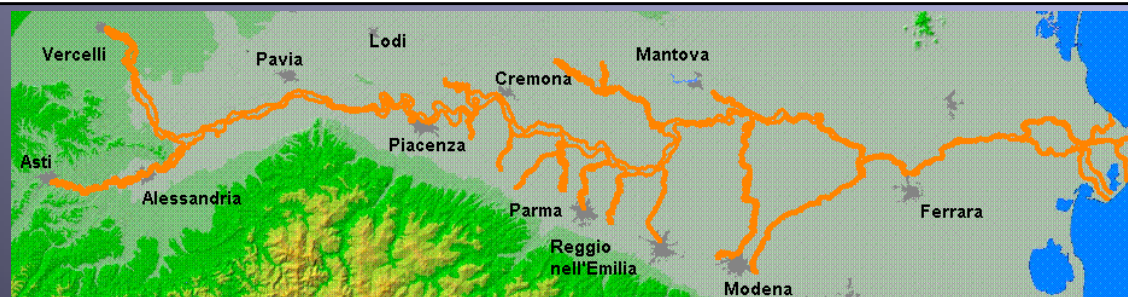 Vercelli
Pavia
Lodi
Cremona
Mantova
Piacenza
Asti
Alessandria
Parma
Reggio
nell'Emilia
Modena
Ferrara